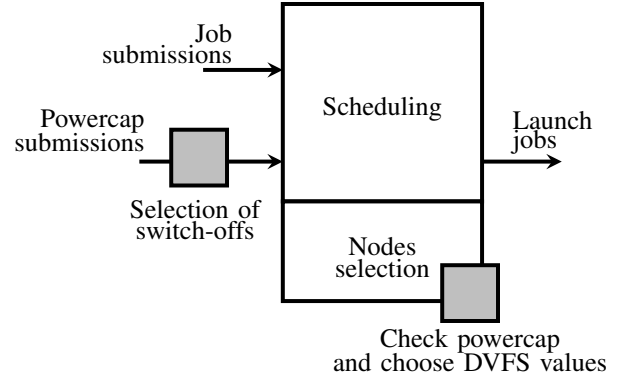 Job
submissions
Scheduling
Powercap
submissions
Launch
jobs
Selection of
switch-offs
Nodes
selection
Check powercap
and choose DVFS values